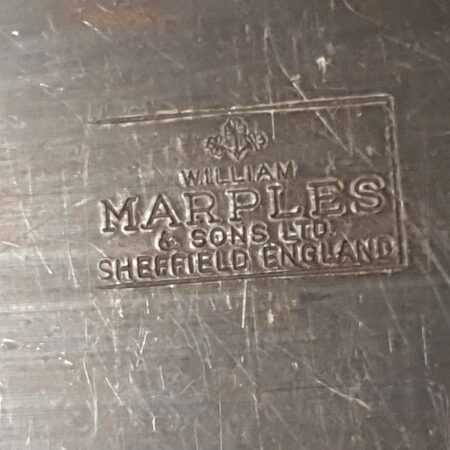 WILLIAM
MARPLES
& SONS LTD.
SHEFFIELD ENGLAND